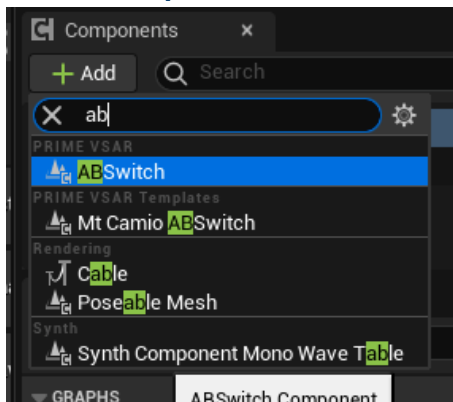 Components
+ Add
Search
ab
PRIME VSAR
ABSwitch
PRIME VSAR Templates
Mt Camio ABSwitch
Rendering
Cable
Poseable Mesh
Synth
Synth Component Mono Wave Table
GRAPHS
ABSwitch Component